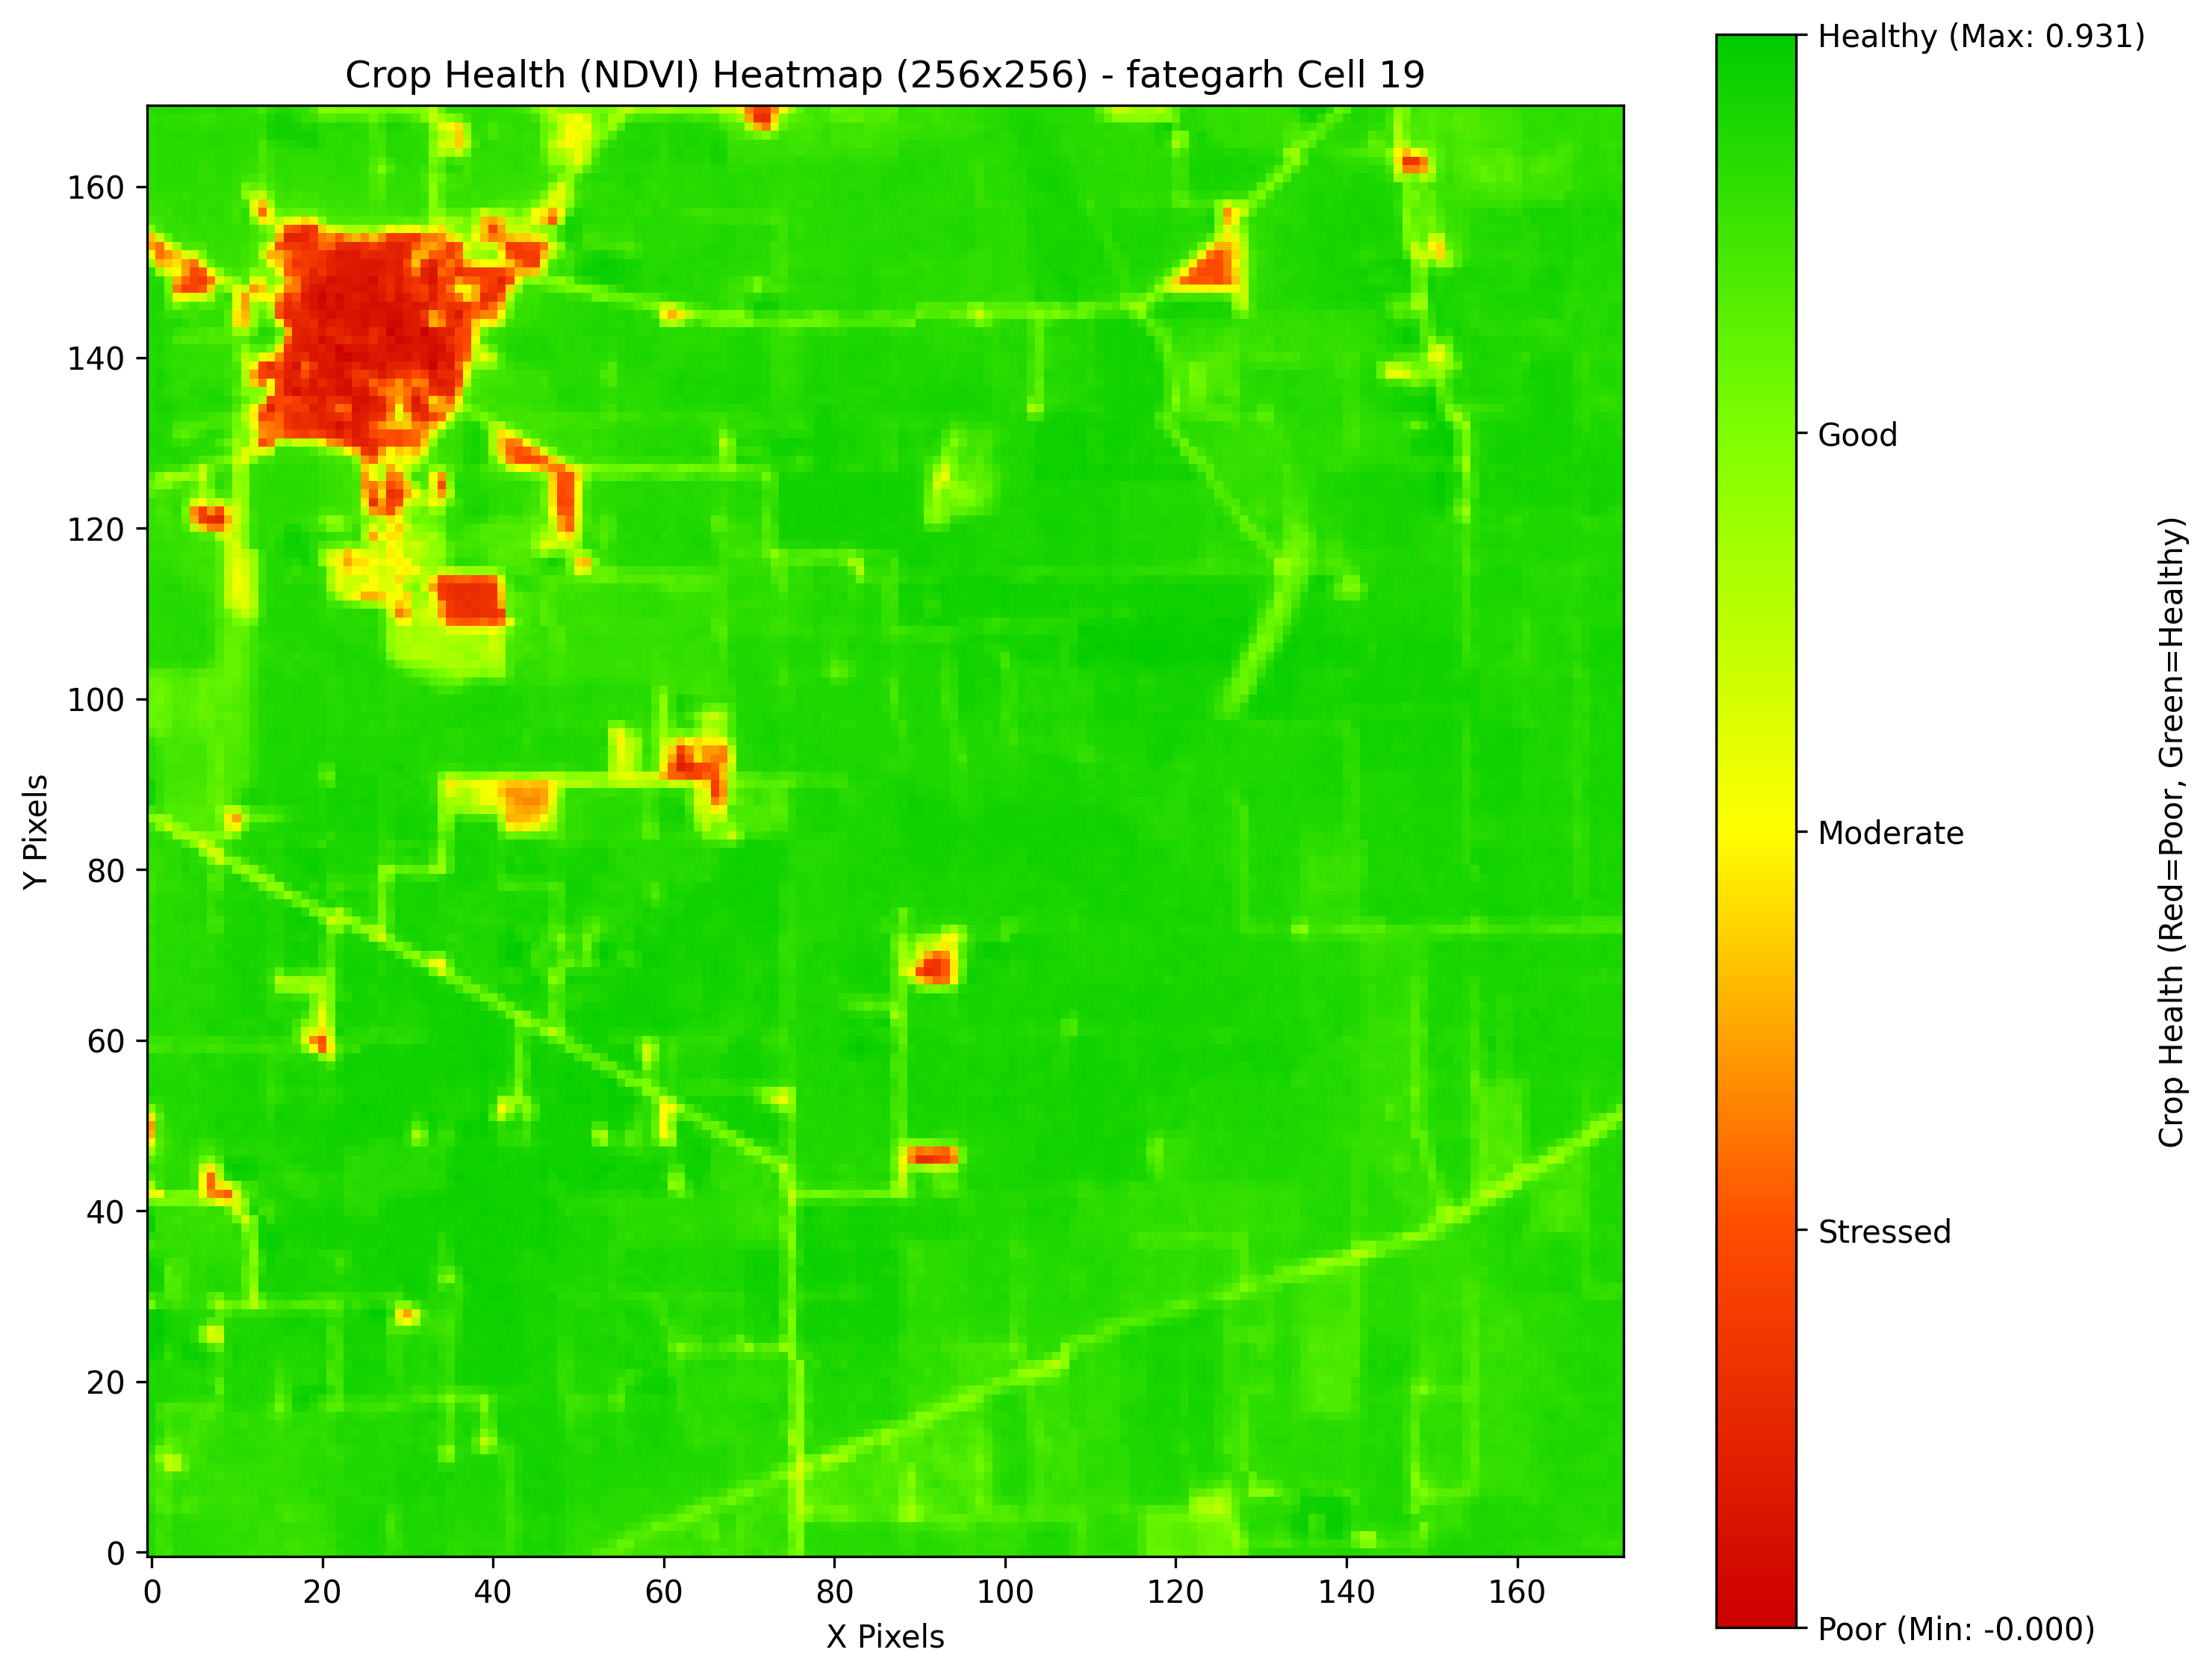 Crop Health (NDVI) Heatmap (256x256) - fategarh Cell 19
Y Pixels
160
140
120
100
80
60
40
20
0
0 20 40 60 80 100 120 140 160
X Pixels
Healthy (Max: 0.931)
Good
Moderate
Stressed
Poor (Min: -0.000)
Crop Health (Red=Poor, Green=Healthy)